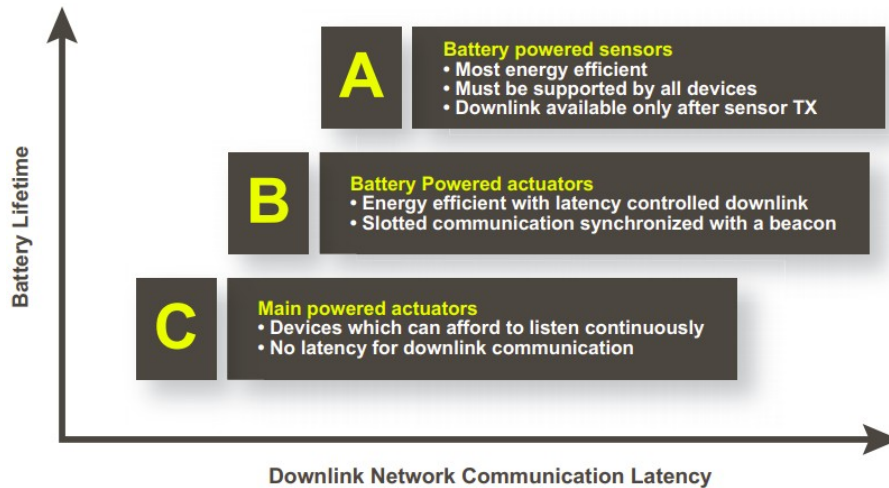 A
Battery powered sensors
• Most energy efficient
• Must be supported by all devices
• Downlink available only after sensor TX
B
Battery Powered actuators
• Energy efficient with latency controlled downlink
• Slotted communication synchronized with a beacon
C
Main powered actuators
• Devices which can afford to listen continuously
• No latency for downlink communication
Battery Lifetime
Downlink Network Communication Latency